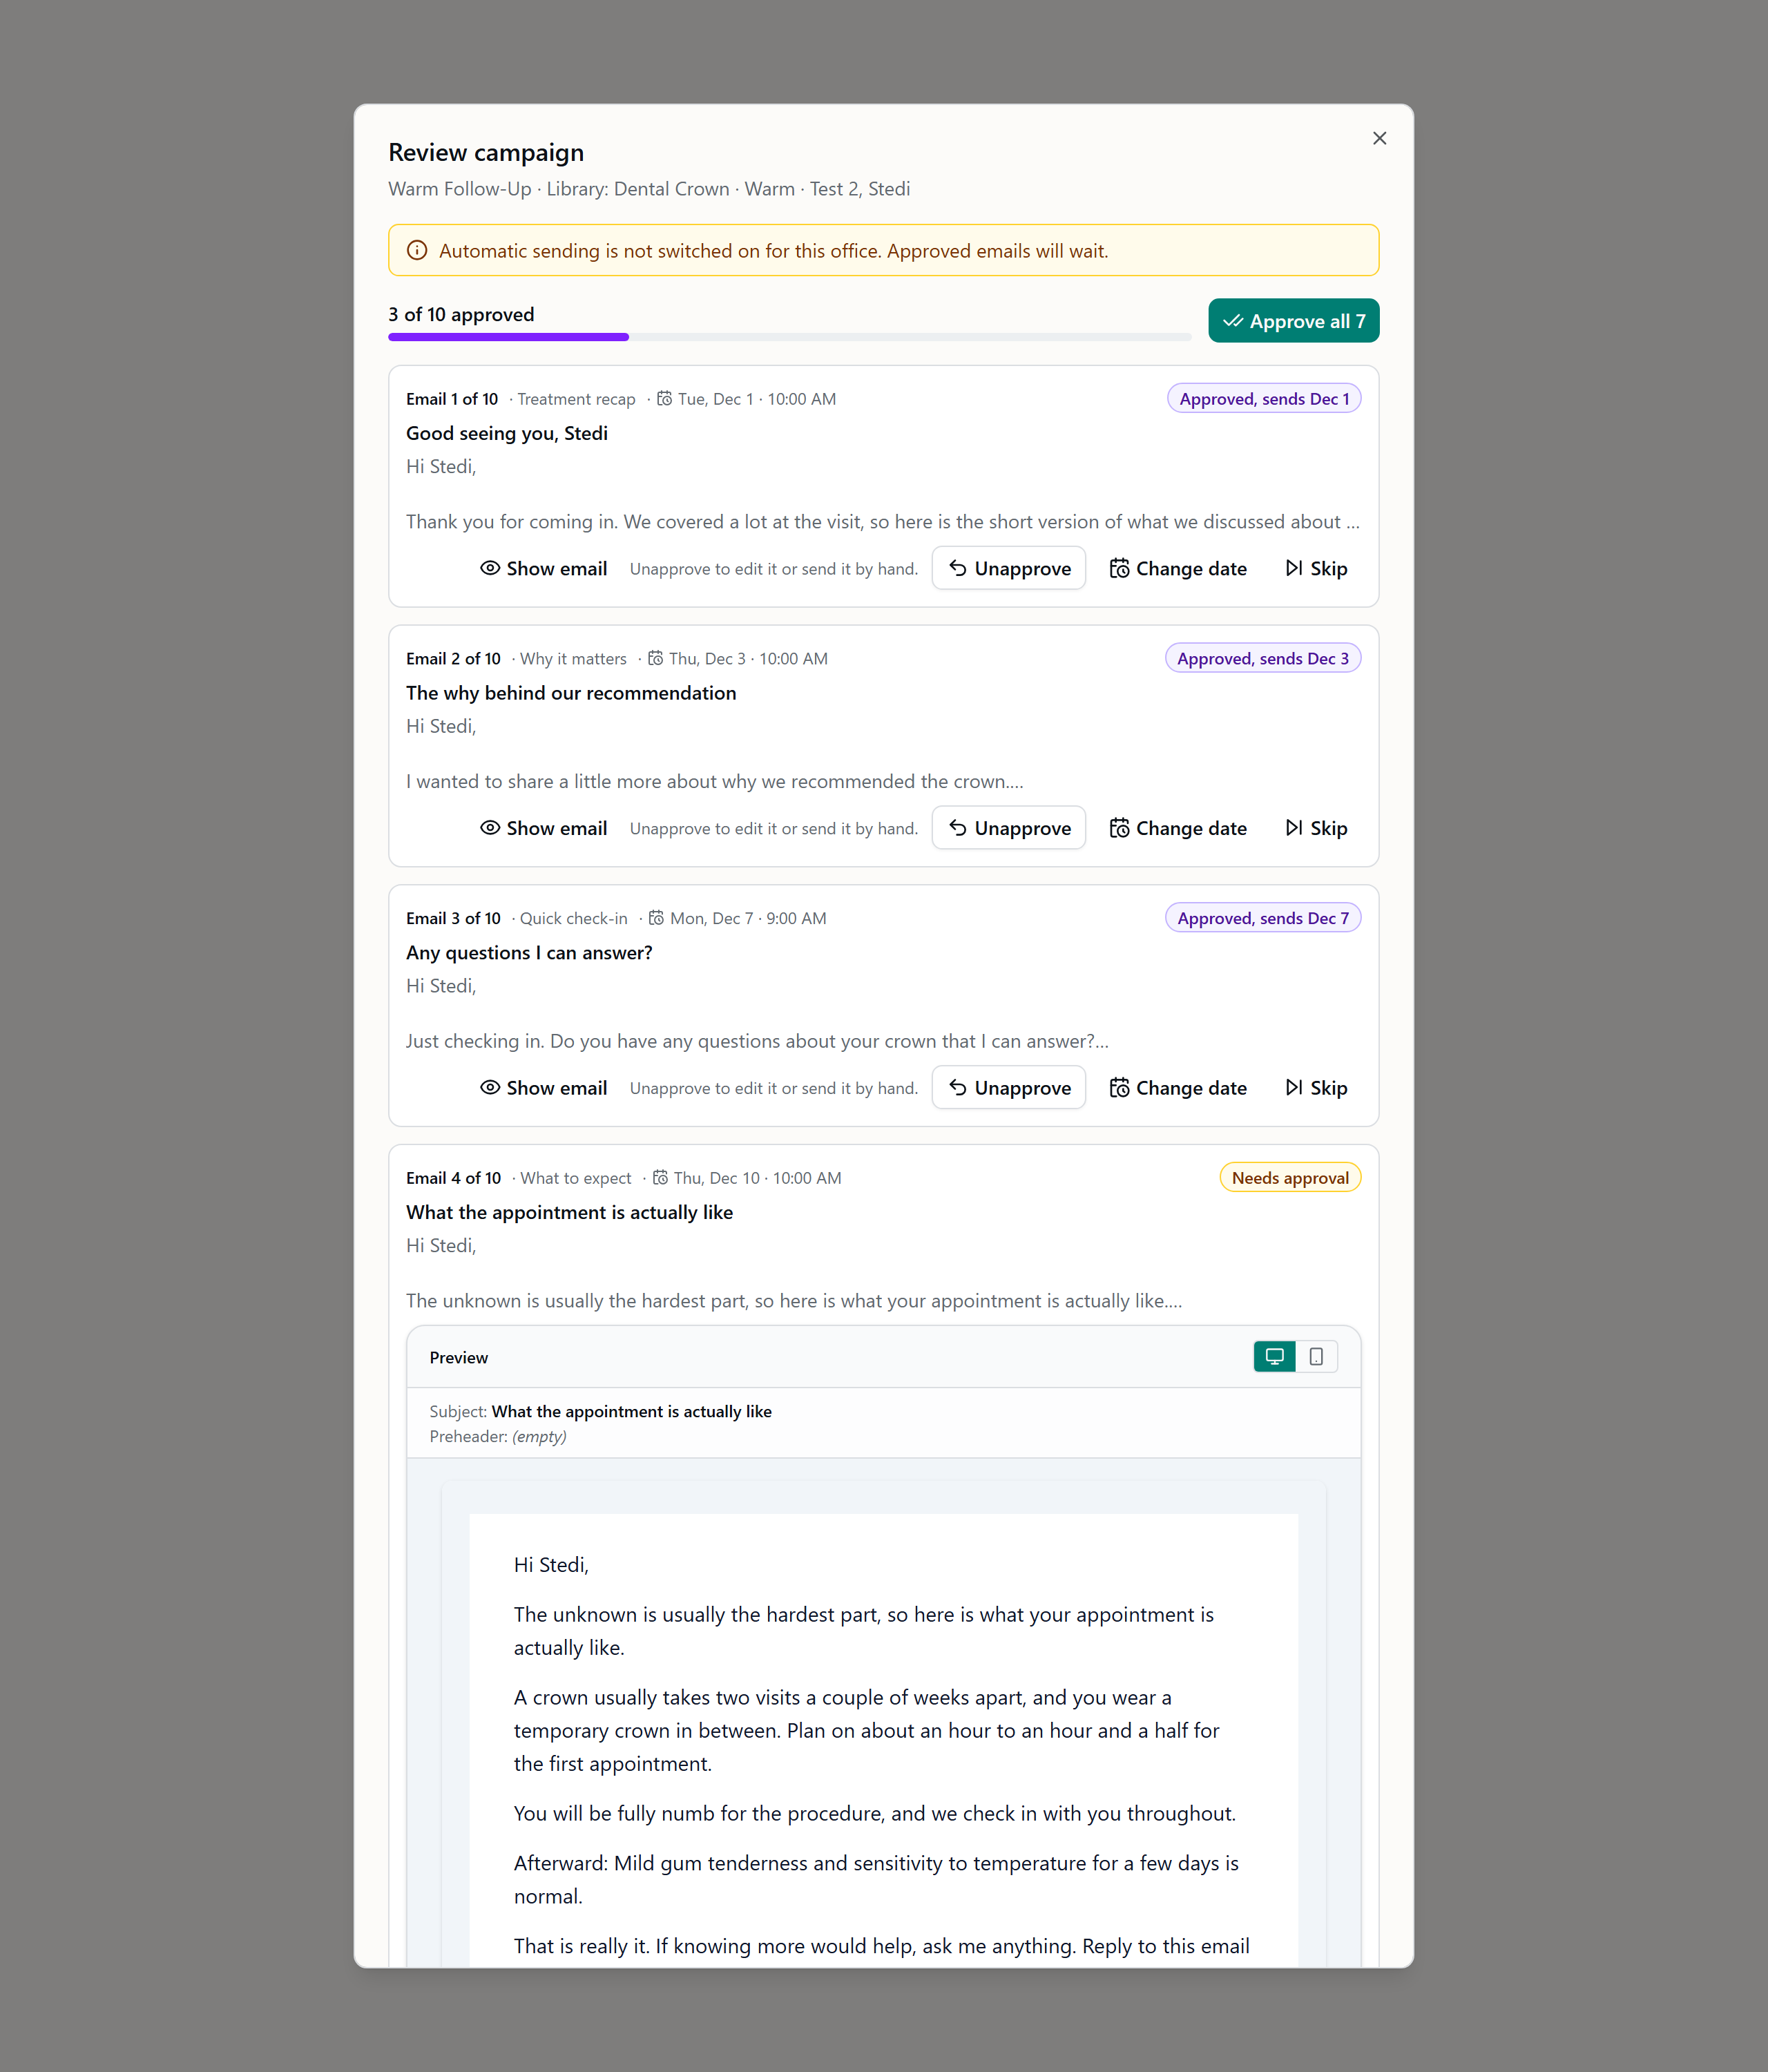 Review campaign
Warm Follow-Up · Library: Dental Crown · Warm · Test 2, Stedi
Automatic sending is not switched on for this office. Approved emails will wait.
3 of 10 approved
Approve all 7
Email 1 of 10 · Treatment recap · Tue, Dec 1 · 10:00 AM
Approved, sends Dec 1
Good seeing you, Stedi
Hi Stedi,
Thank you for coming in. We covered a lot at the visit, so here is the short version of what we discussed about ...
Show email Unapprove to edit it or send it by hand. Unapprove Change date Skip
Email 2 of 10 · Why it matters · Thu, Dec 3 · 10:00 AM
Approved, sends Dec 3
The why behind our recommendation
Hi Stedi,
I wanted to share a little more about why we recommended the crown....
Show email Unapprove to edit it or send it by hand. Unapprove Change date Skip
Email 3 of 10 · Quick check-in · Mon, Dec 7 · 9:00 AM
Approved, sends Dec 7
Any questions I can answer?
Hi Stedi,
Just checking in. Do you have any questions about your crown that I can answer?...
Show email Unapprove to edit it or send it by hand. Unapprove Change date Skip
Email 4 of 10 · What to expect · Thu, Dec 10 · 10:00 AM
Needs approval
What the appointment is actually like
Hi Stedi,
The unknown is usually the hardest part, so here is what your appointment is actually like....
Preview
Subject: What the appointment is actually like
Preheader: (empty)
Hi Stedi,
The unknown is usually the hardest part, so here is what your appointment is
actually like.
A crown usually takes two visits a couple of weeks apart, and you wear a
temporary crown in between. Plan on about an hour to an hour and a half for
the first appointment.
You will be fully numb for the procedure, and we check in with you throughout.
Afterward: Mild gum tenderness and sensitivity to temperature for a few days is
normal.
That is really it. If knowing more would help, ask me anything. Reply to this email